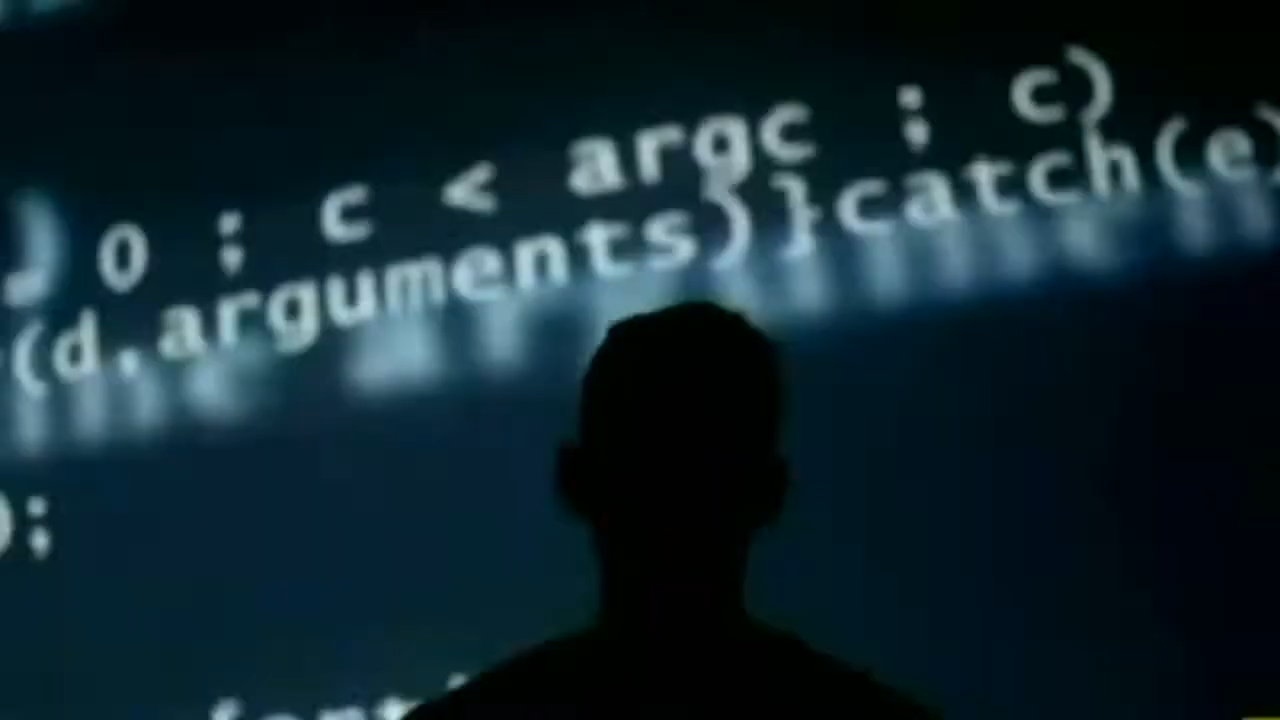 0 ; c < argc ; c)
(d.arguments)}catch(e)
);